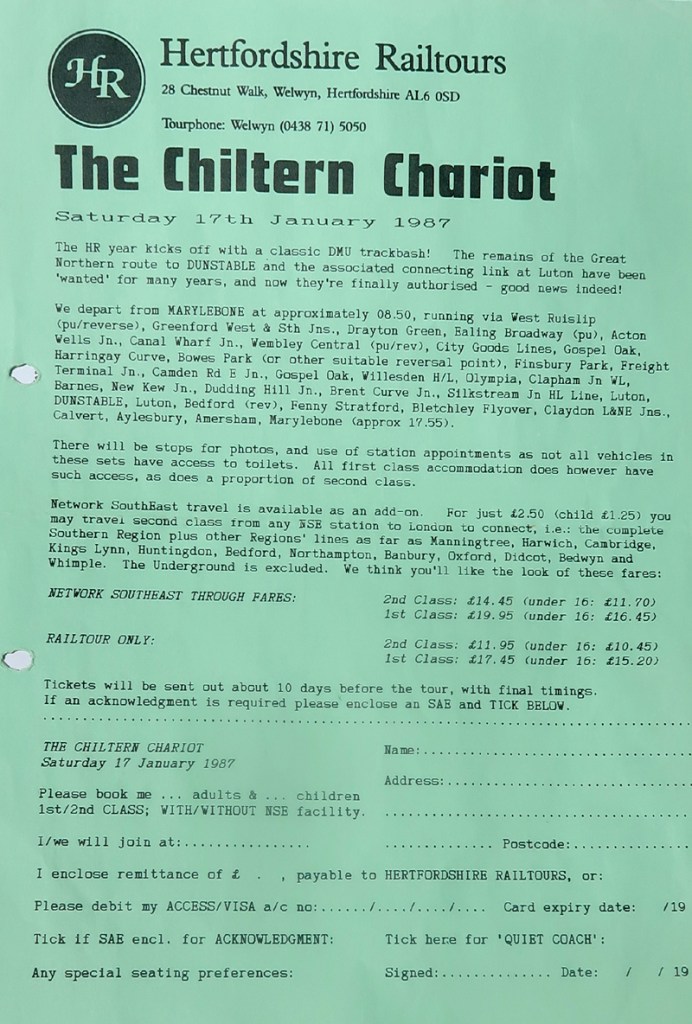 HR
Hertfordshire Railtours
28 Chestnut Walk, Welwyn, Hertfordshire AL6 0SD
Tourphone: Welwyn (0438 71) 5050
The Chiltern Chariot
Saturday 17th January 1987
The HR year kicks off with a classic DMU trackbash! The remains of the Great
Northern route to DUNSTABLE and the associated connecting link at Luton have been
'wanted' for many years, and now they're finally authorised - good news indeed!
We depart from MARYLEBONE at approximately 08.50, running via West Ruislip
(pu/reverse), Greenford West & Sth Jns., Drayton Green, Ealing Broadway (pu), Acton
Wells Jn., Canal Wharf Jn., Wembley Central (pu/rev), City Goods Lines, Gospel Oak,
Harringay Curve, Bowes Park (or other suitable reversal point), Finsbury Park, Freight
Terminal Jn., Camden Rd E Jn., Gospel Oak, Willesden H/L, Olympia, Clapham Jn WL,
Barnes, New Kew Jn., Dudding Hill Jn., Brent Curve Jn., Silkstream Jn HL Line, Luton,
DUNSTABLE, Luton, Bedford (rev), Fenny Stratford, Bletchley Flyover, Claydon L&NE Jns.,
Calvert, Aylesbury, Amersham, Marylebone (approx 17.55).
There will be stops for photos, and use of station appointments as not all vehicles in
these sets have access to toilets. All first class accommodation does however have
such access, as does a proportion of second class.
Network SouthEast travel is available as an add-on. For just £2.50 (child £1.25) you
may travel second class from any NSE station to London to connect, i.e.: the complete
Southern Region plus other Regions' lines as far as Manningtree, Harwich, Cambridge,
Kings Lynn, Huntingdon, Bedford, Northampton, Banbury, Oxford, Didcot, Bedwyn and
Whimple. The Underground is excluded. We think you'll like the look of these fares:
NETWORK SOUTHEAST THROUGH FARES: 2nd Class: £14.45 (under 16: £11.70)
1st Class: £19.95 (under 16: £16.45)
RAILTOUR ONLY: 2nd Class: £11.95 (under 16: £10.45)
1st Class: £17.45 (under 16: £15.20)
Tickets will be sent out about 10 days before the tour, with final timings.
If an acknowledgment is required please enclose an SAE and TICK BELOW.
THE CHILTERN CHARIOT Name:..........................
Saturday 17 January 1987
Address:.......................
Please book me ... adults & ... children
1st/2nd CLASS; WITH/WITHOUT NSE facility. ..............................
I/we will join at:............... ............. Postcode:............
I enclose remittance of £ . , payable to HERTFORDSHIRE RAILTOURS, or:
Please debit my ACCESS/VISA a/c no:....../..../..../.... Card expiry date: /19
Tick if SAE encl. for ACKNOWLEDGMENT: Tick here for 'QUIET COACH':
Any special seating preferences: Signed:.............. Date: / / 19